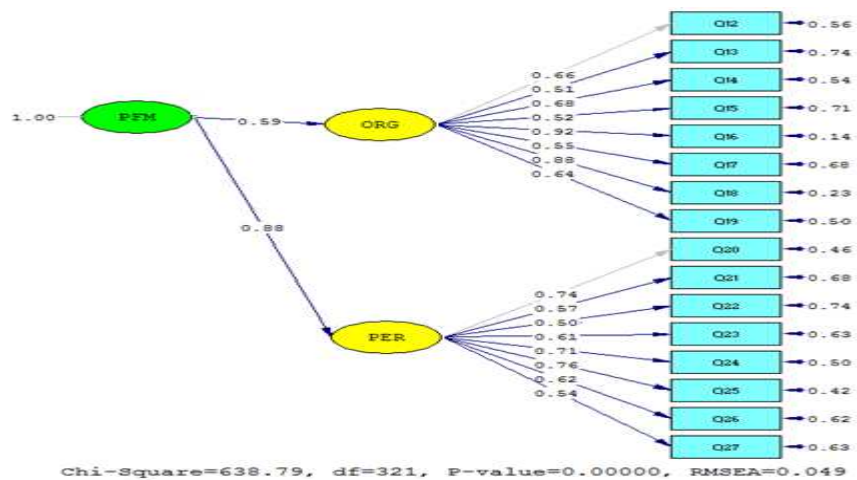 Q12 0.56
Q13 0.74
0.66
0.51
Q14 0.54
0.68
0.52
Q15 0.71
1.00 PFM 0.59 ORG
0.92
Q16 0.14
0.55
0.88
Q17 0.68
0.64
Q18 0.23
Q19 0.50
0.88
Q20 0.46
Q21 0.68
0.74
0.57
Q22 0.74
0.50
0.61
Q23 0.63
PER
0.71
Q24 0.50
0.76
0.62
Q25 0.42
0.54
Q26 0.62
Q27 0.63
Chi-Square=638.79, df=321, P-value=0.00000, RMSEA=0.049